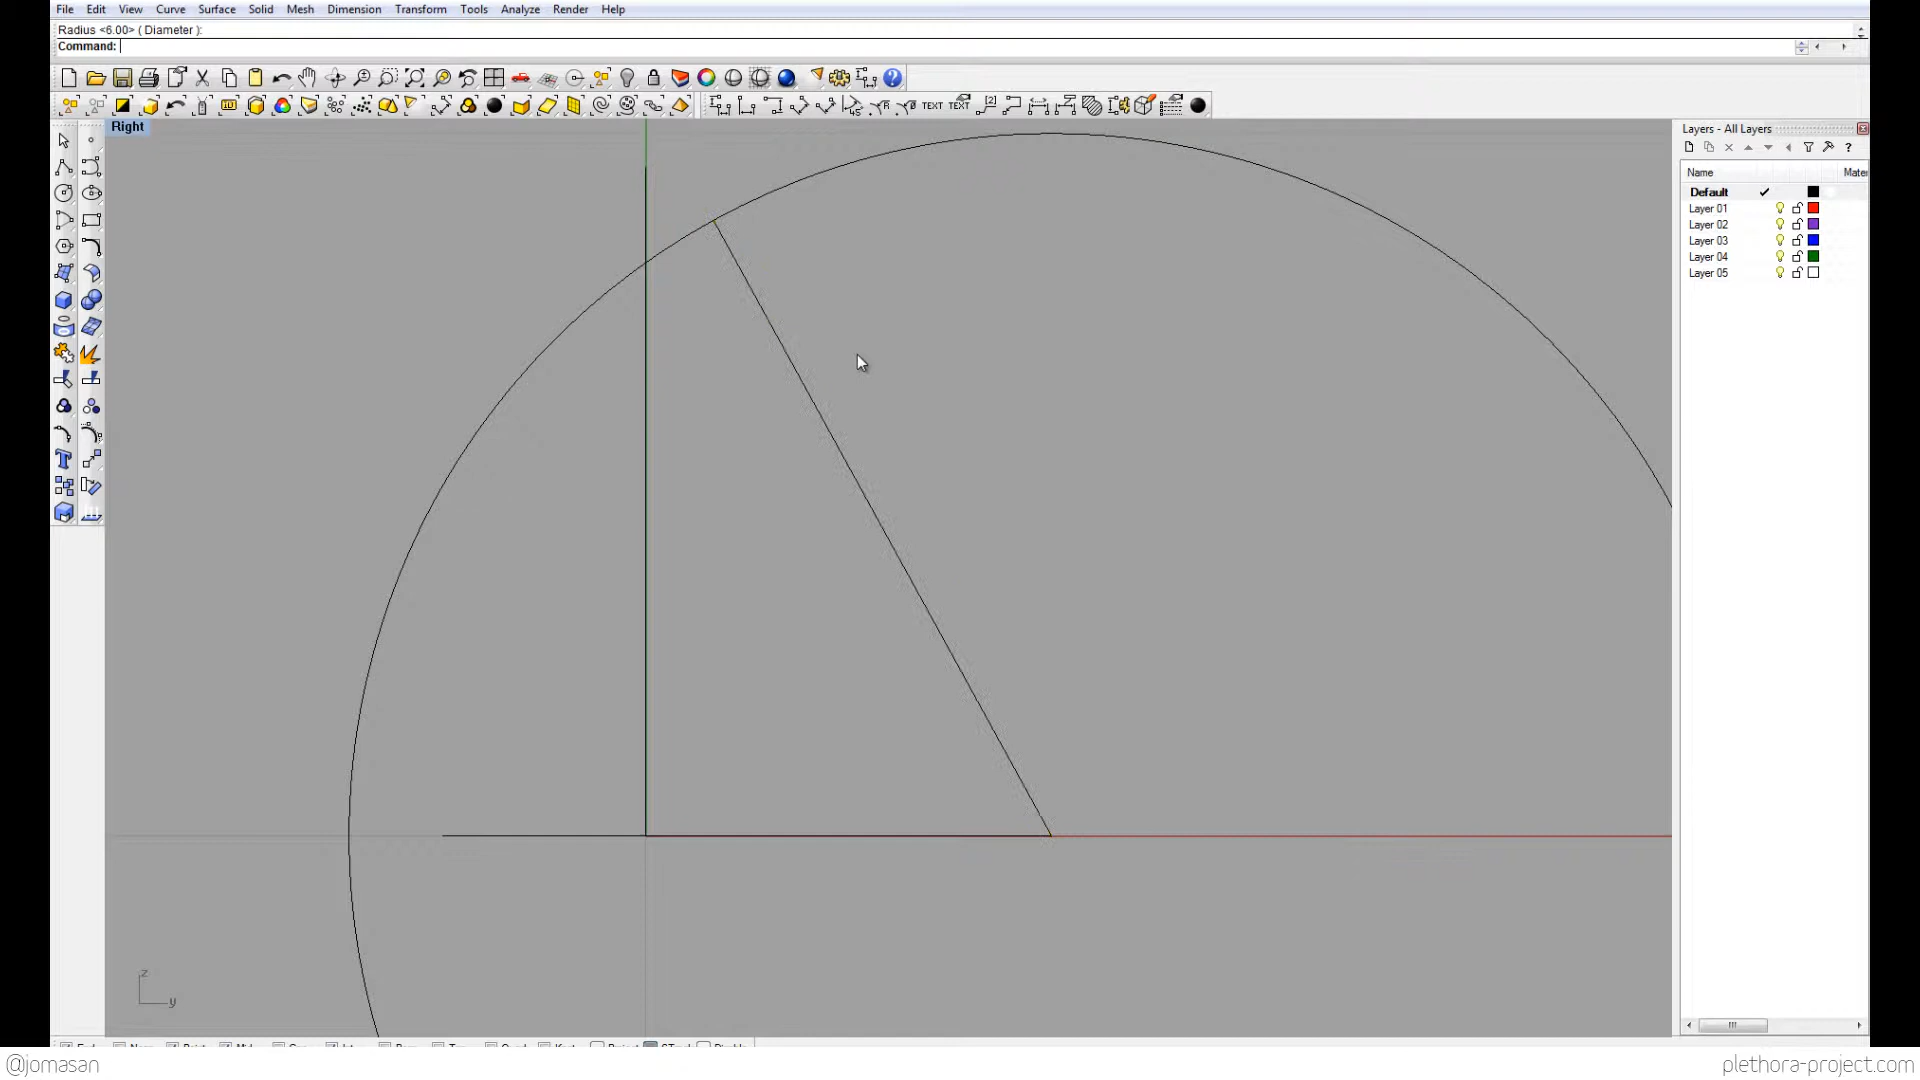 File Edit View Curve Surface Solid Mesh Dimension Transform Tools Analyze Render Help
Radius <6.00> ( Diameter ):
Command:
TEXT TEXT
Right
Layers - All Layers
Name
Default
Layer 01
Layer 02
Layer 03
Layer 04
Layer 05
z
y
@jomasan
plethora-project.com